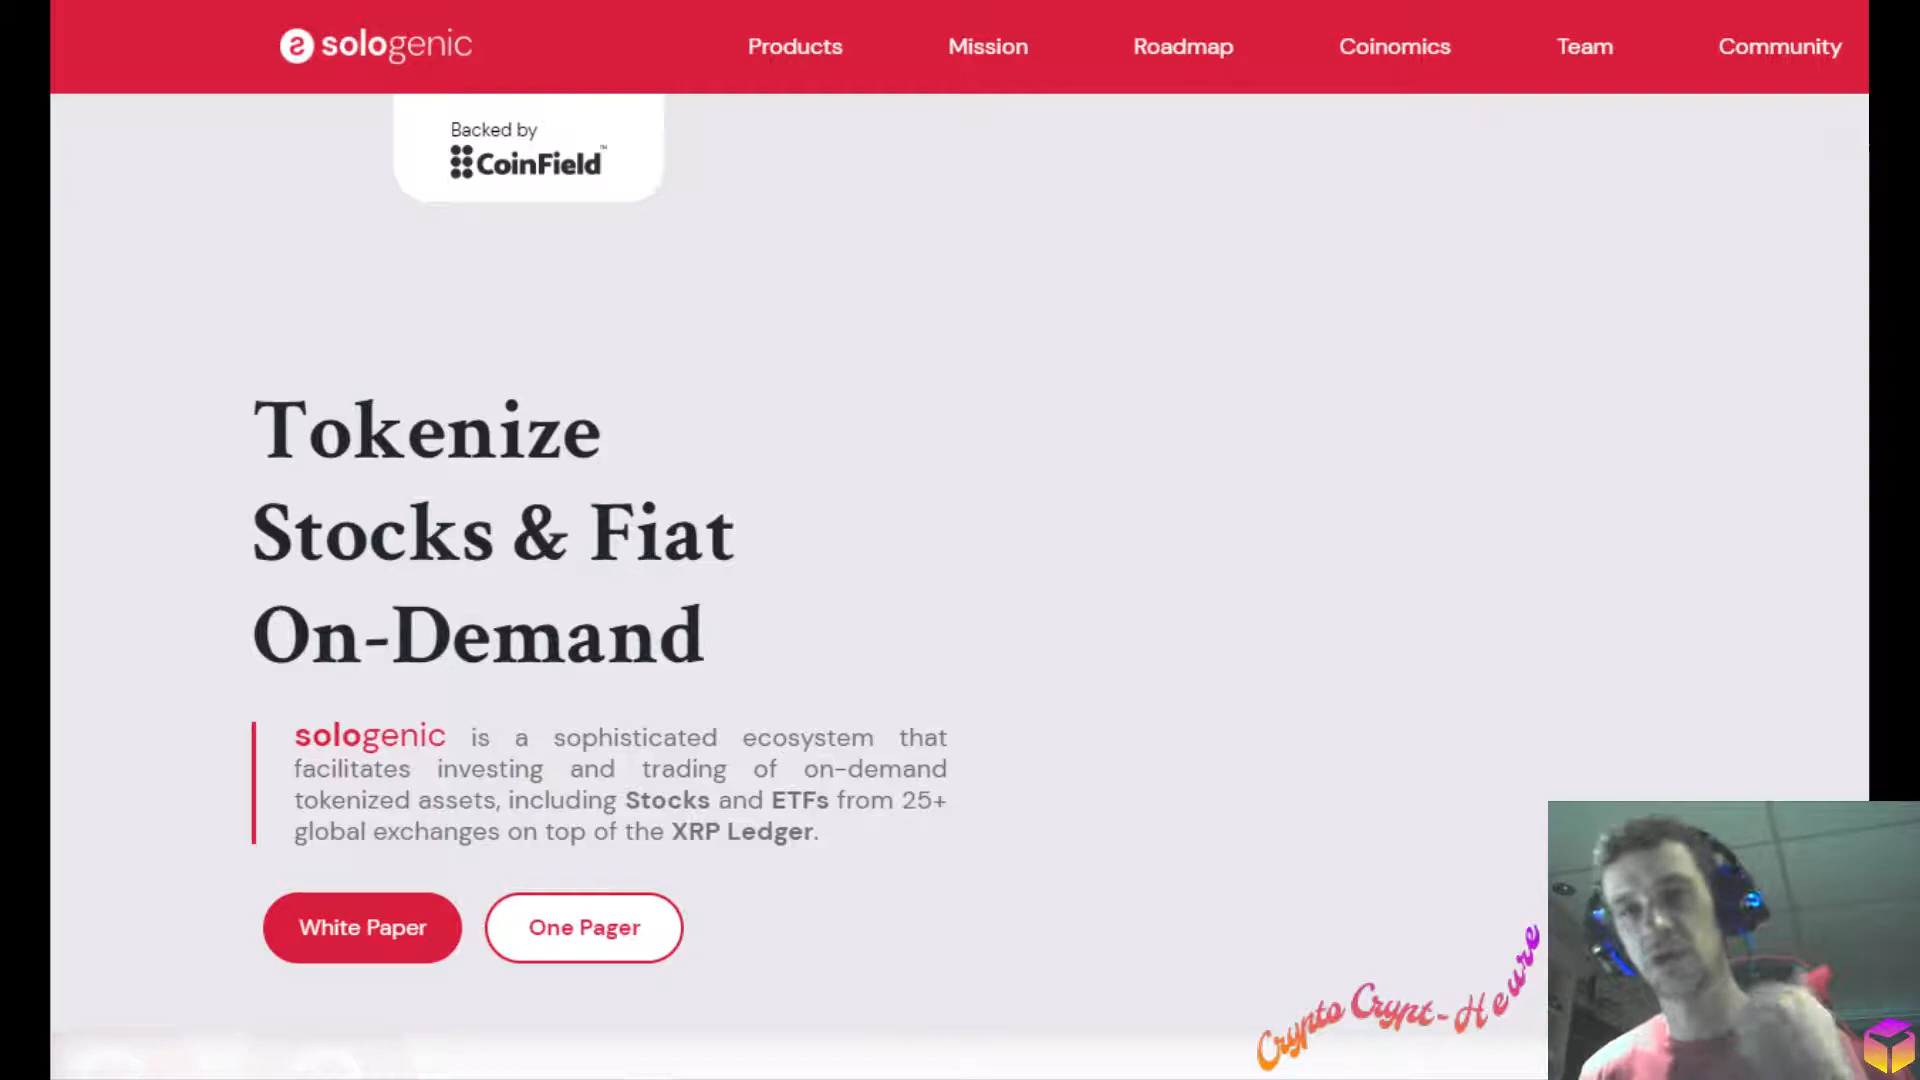 sologenic
Products
Mission
Roadmap
Coinomics
Team
Community
Backed by
CoinField™
Tokenize
Stocks & Fiat
On-Demand
sologenic is a sophisticated ecosystem that
facilitates investing and trading of on-demand
tokenized assets, including Stocks and ETFs from 25+
global exchanges on top of the XRP Ledger.
White Paper
One Pager
Crypto Crypt-Heure